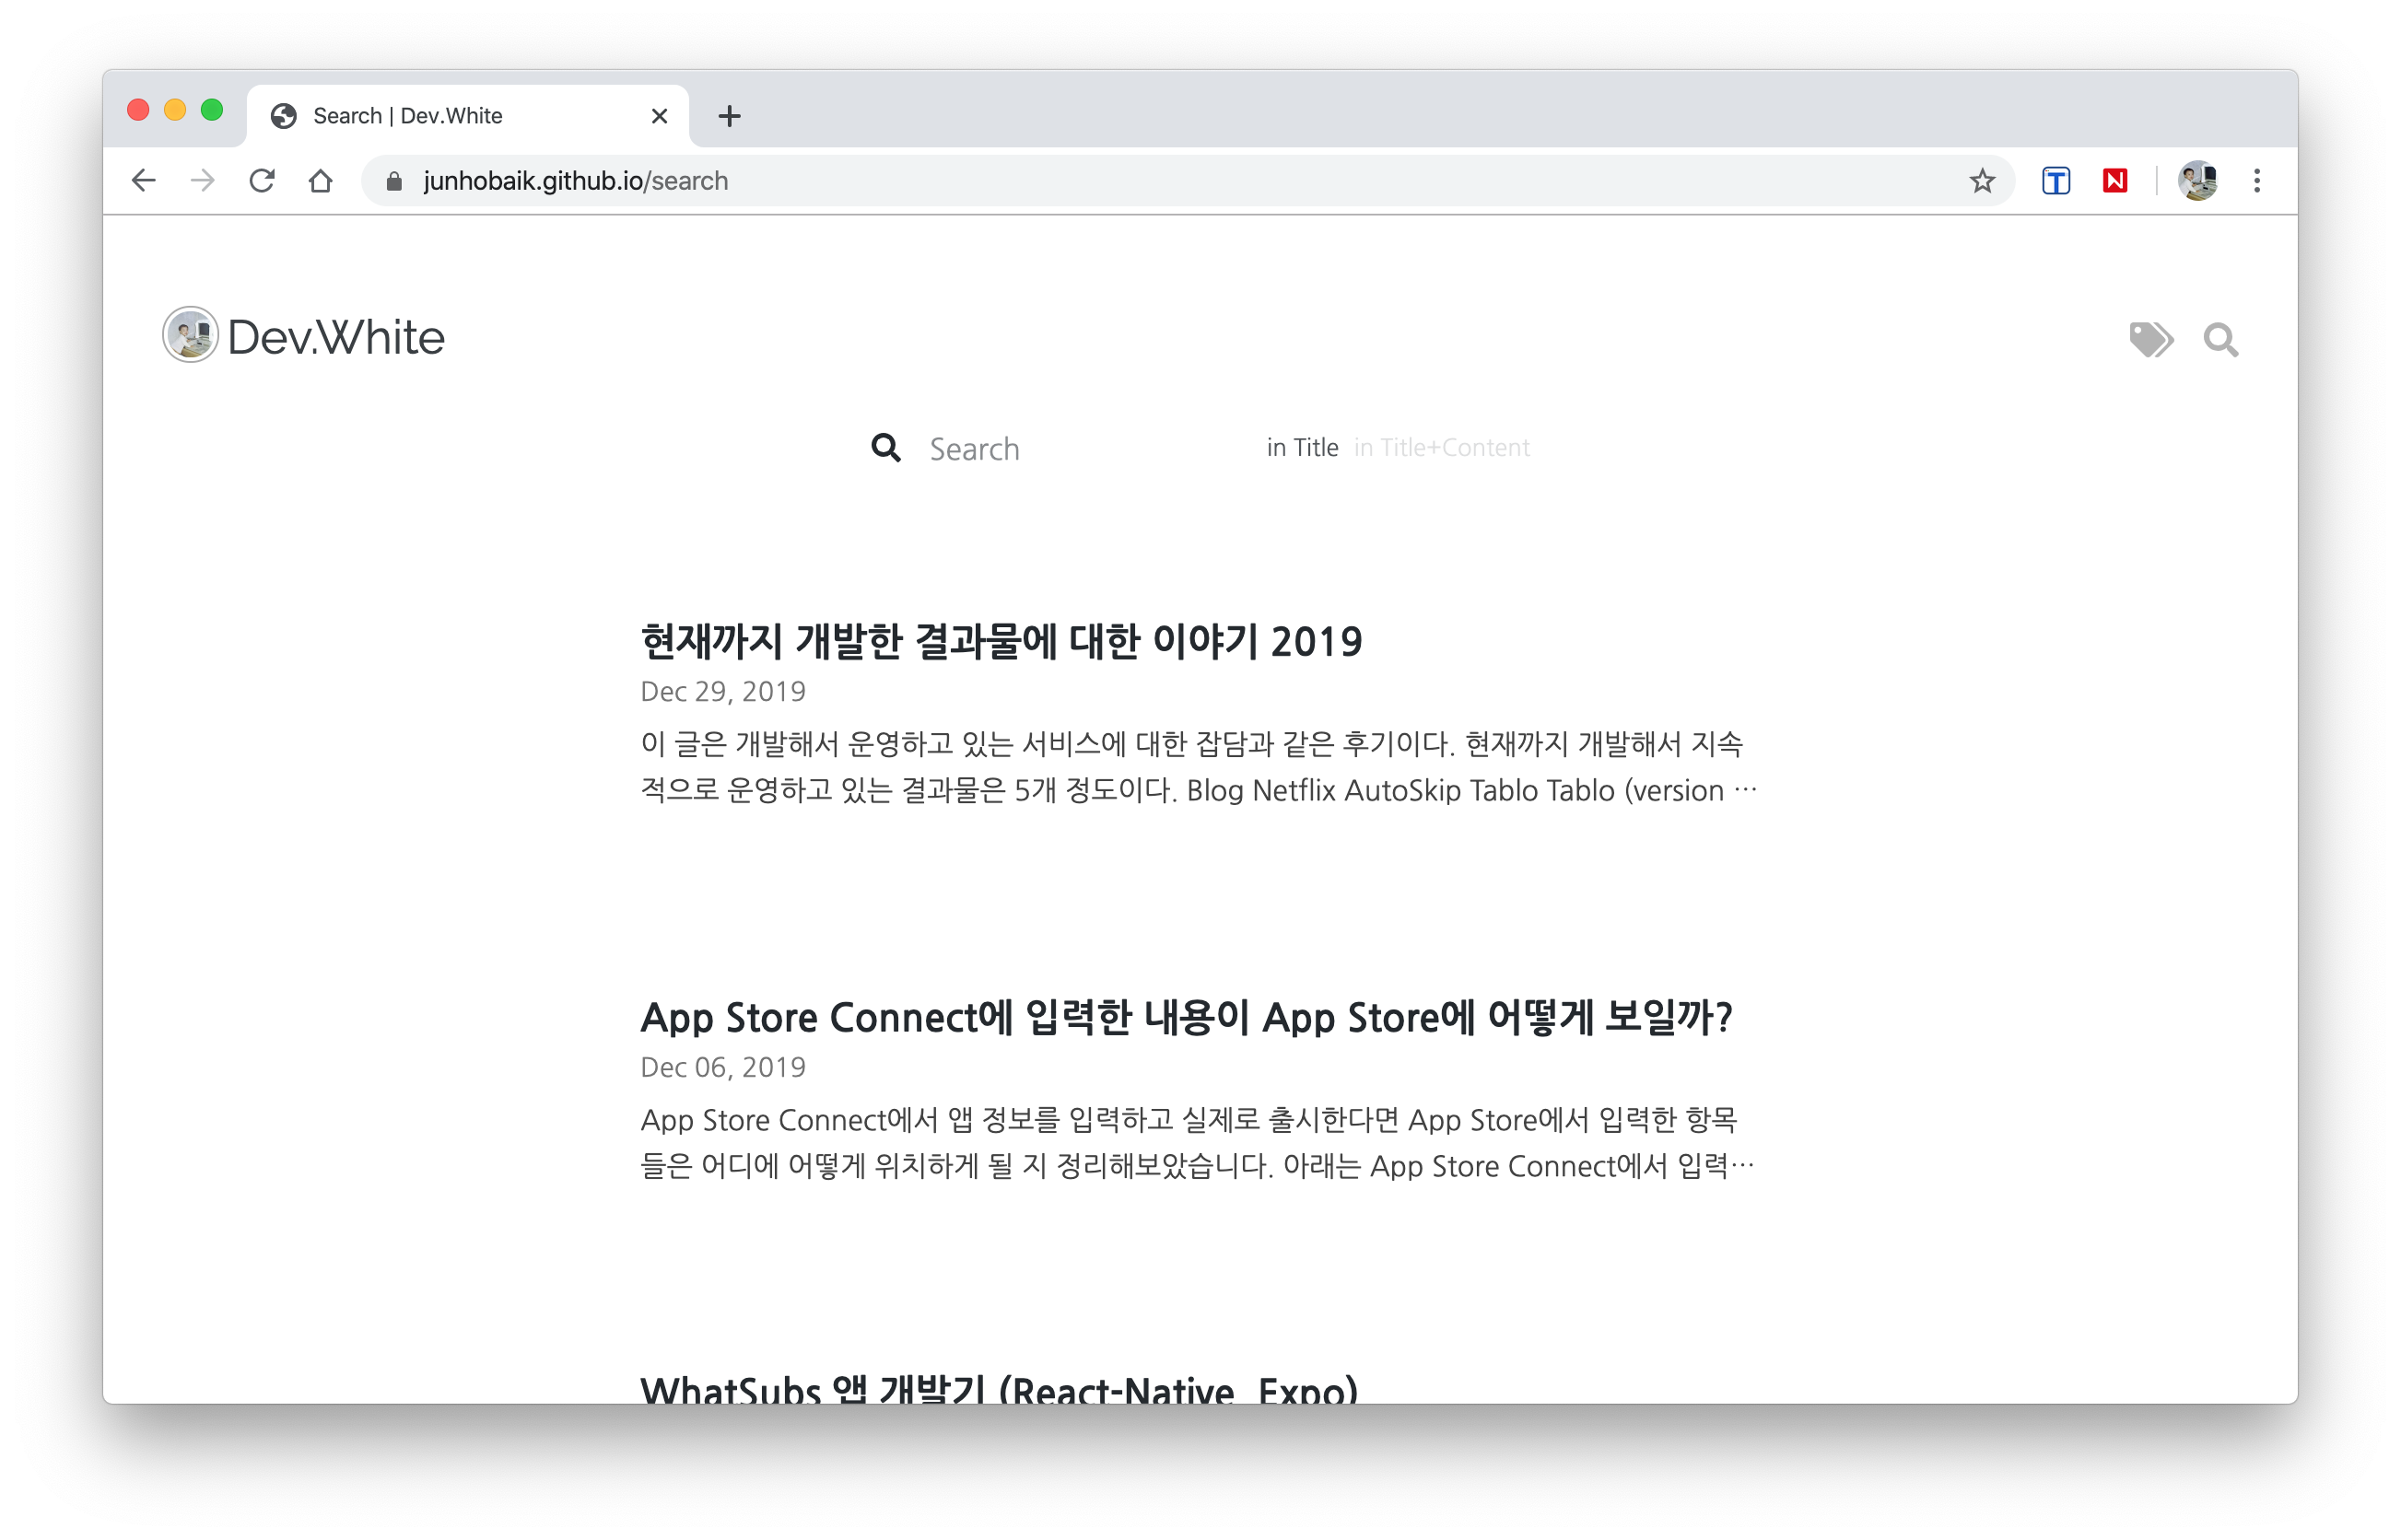 Search | Dev.White
junhobaik.github.io/search
T
N
Dev.White
Search
in Title in Title+Content
현재까지 개발한 결과물에 대한 이야기 2019
Dec 29, 2019
이 글은 개발해서 운영하고 있는 서비스에 대한 잡담과 같은 후기이다. 현재까지 개발해서 지속
적으로 운영하고 있는 결과물은 5개 정도이다. Blog Netflix AutoSkip Tablo Tablo (version …
App Store Connect에 입력한 내용이 App Store에 어떻게 보일까?
Dec 06, 2019
App Store Connect에서 앱 정보를 입력하고 실제로 출시한다면 App Store에서 입력한 항목
들은 어디에 어떻게 위치하게 될 지 정리해보았습니다. 아래는 App Store Connect에서 입력…
WhatSubs 앱 개발기 (React-Native, Expo)